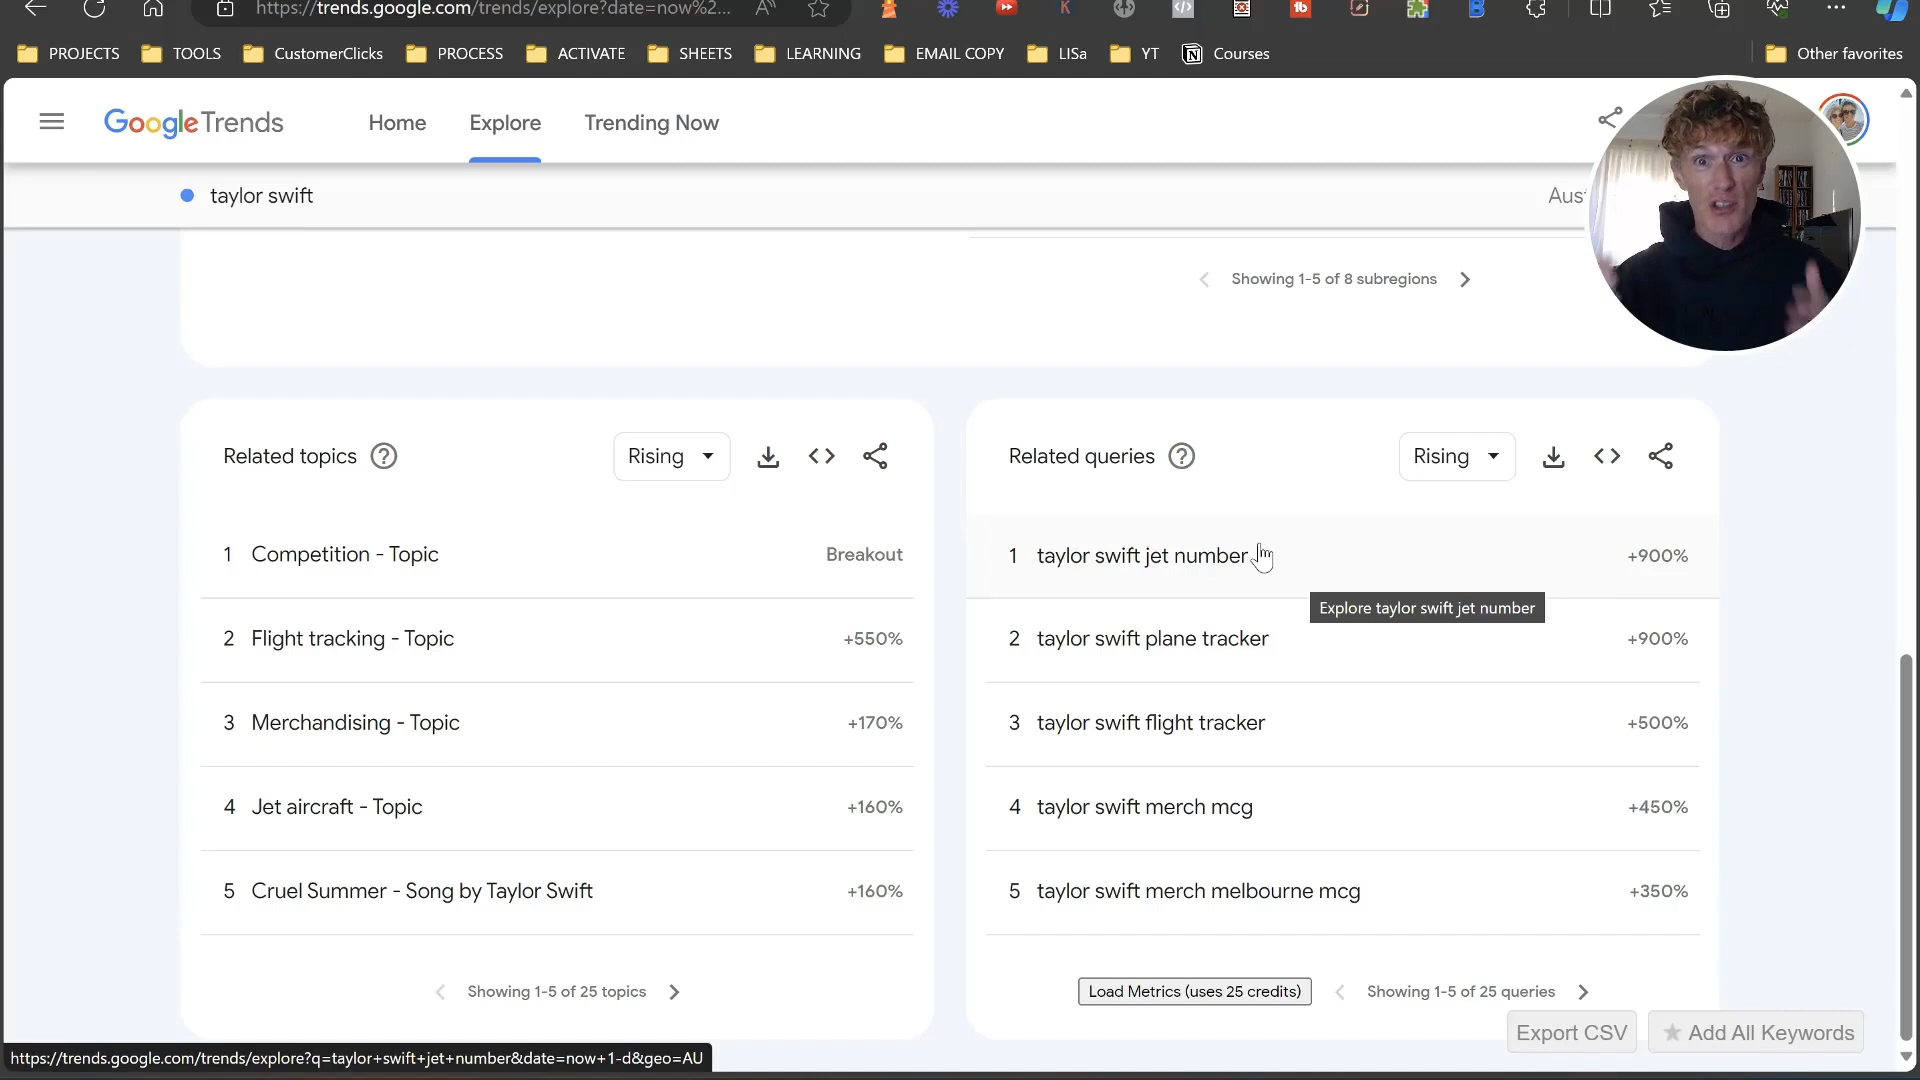 https://trends.google.com/trends/explore?date=now%2...
PROJECTS
TOOLS
CustomerClicks
PROCESS
ACTIVATE
SHEETS
LEARNING
EMAIL COPY
LISa
YT
Courses
Other favorites
Google Trends
Home
Explore
Trending Now
taylor swift
Aus
Showing 1-5 of 8 subregions
Related topics
Rising
1 Competition - Topic Breakout
2 Flight tracking - Topic +550%
3 Merchandising - Topic +170%
4 Jet aircraft - Topic +160%
5 Cruel Summer - Song by Taylor Swift +160%
Showing 1-5 of 25 topics
Related queries
Rising
1 taylor swift jet number +900%
Explore taylor swift jet number
2 taylor swift plane tracker +900%
3 taylor swift flight tracker +500%
4 taylor swift merch mcg +450%
5 taylor swift merch melbourne mcg +350%
Load Metrics (uses 25 credits)
Showing 1-5 of 25 queries
Export CSV
Add All Keywords
https://trends.google.com/trends/explore?q=taylor+swift+jet+number&date=now+1-d&geo=AU